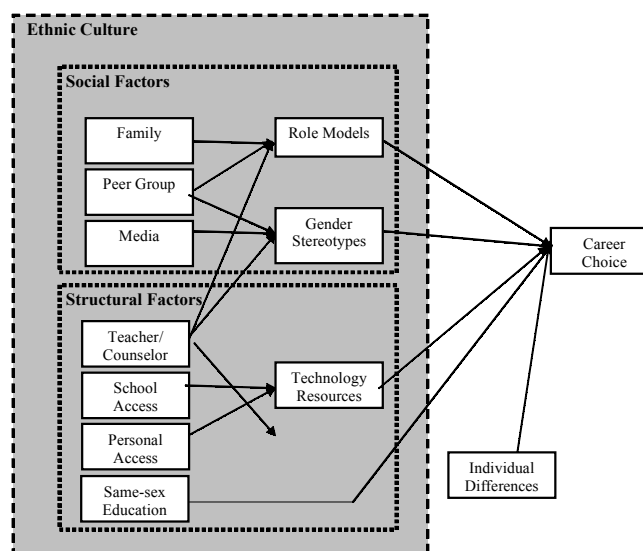 Ethnic Culture
Social Factors
Family
Role Models
Peer Group
Gender
Stereotypes
Media
Career
Choice
Structural Factors
Teacher/
Counselor
Technology
Resources
School
Access
Personal
Access
Individual
Differences
Same-sex
Education